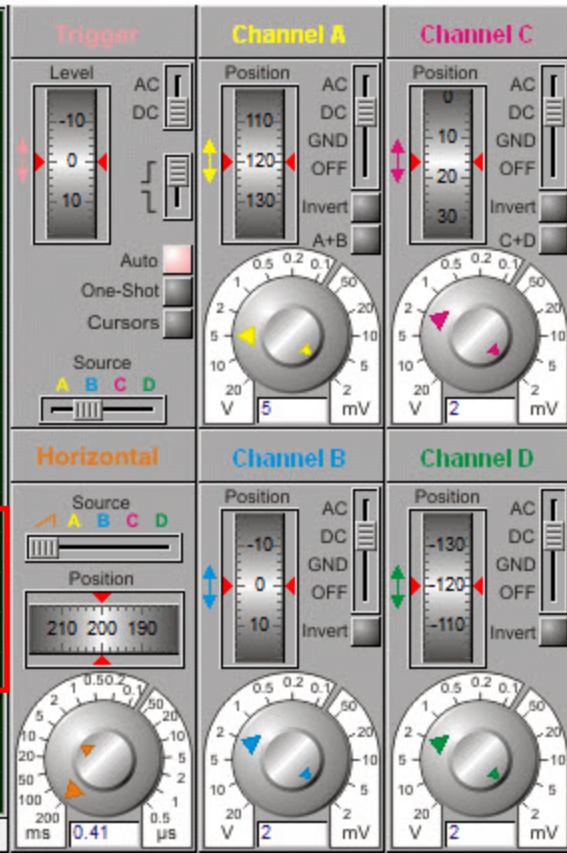 Trigger
Level
AC
DC
-10
0
10
Auto
One-Shot
Cursors
Source
A B C D
Channel A
Position
AC
DC
GND
OFF
110
120
130
Invert
A+B
0.5 0.2 0.1
1
2
5
10
20
V
50
20
10
5
2
mV
5
Channel C
Position
AC
DC
GND
OFF
0
10
20
30
Invert
C+D
0.5 0.2 0.1
1
2
5
10
20
V
50
20
10
5
2
mV
2
Horizontal
Source
A B C D
Position
210 200 190
0.5 0.2 0.1
1
2
5
10
20
50
100
200
ms
50
20
10
5
2
1
0.5
µs
0.41
Channel B
Position
AC
DC
GND
OFF
-10
0
10
Invert
0.5 0.2 0.1
1
2
5
10
20
V
50
20
10
5
2
mV
2
Channel D
Position
AC
DC
GND
OFF
-130
-120
-110
Invert
0.5 0.2 0.1
1
2
5
10
20
V
50
20
10
5
2
mV
2